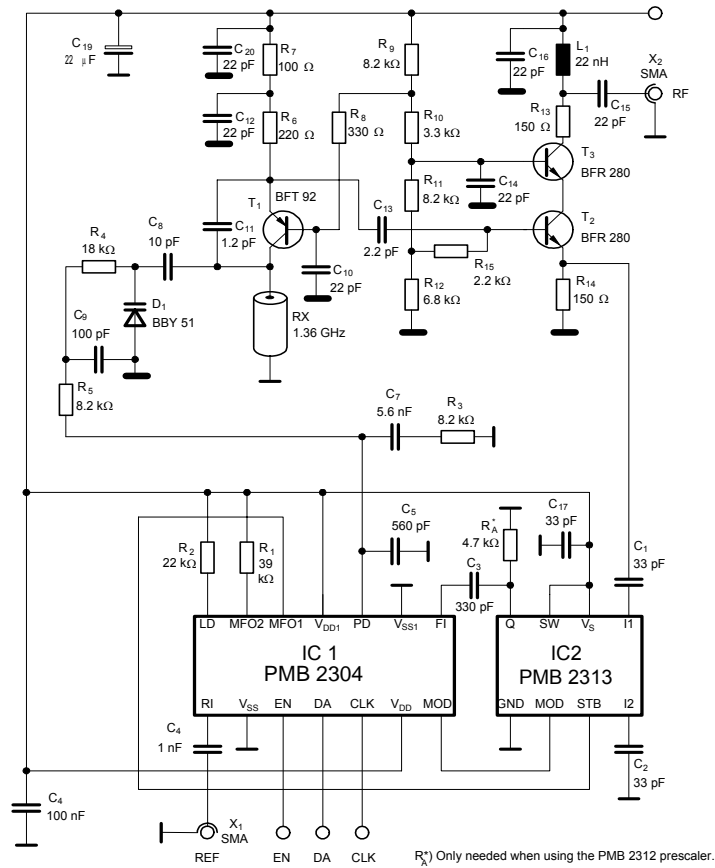 C19
22 μF
C20
22 pF
R7
100 Ω
R9
8.2 kΩ
C16
22 pF
L1
22 nH
X2
SMA
RF
C12
22 pF
R6
220 Ω
R8
330 Ω
R10
3.3 kΩ
R13
150 Ω
C15
22 pF
T3
BFR 280
BFT 92
T1
R11
8.2 kΩ
C14
22 pF
C13
2.2 pF
T2
BFR 280
R4
18 kΩ
C8
10 pF
C11
1.2 pF
C10
22 pF
R15
2.2 kΩ
R12
6.8 kΩ
R14
150 Ω
D1
BBY 51
C9
100 pF
RX
1.36 GHz
R5
8.2 kΩ
C7
5.6 nF
R3
8.2 kΩ
C5
560 pF
R*A
4.7 kΩ
C17
33 pF
R2
22 kΩ
R1
39
kΩ
C3
330 pF
C1
33 pF
LD MFO2 MFO1 VDD1 PD VSS1 FI
Q SW VS I1
IC 1
PMB 2304
IC2
PMB 2313
RI VSS EN DA CLK VDD MOD
GND MOD STB I2
C4
1 nF
C2
33 pF
C4
100 nF
X1
SMA
REF EN DA CLK
R*A) Only needed when using the PMB 2312 prescaler.